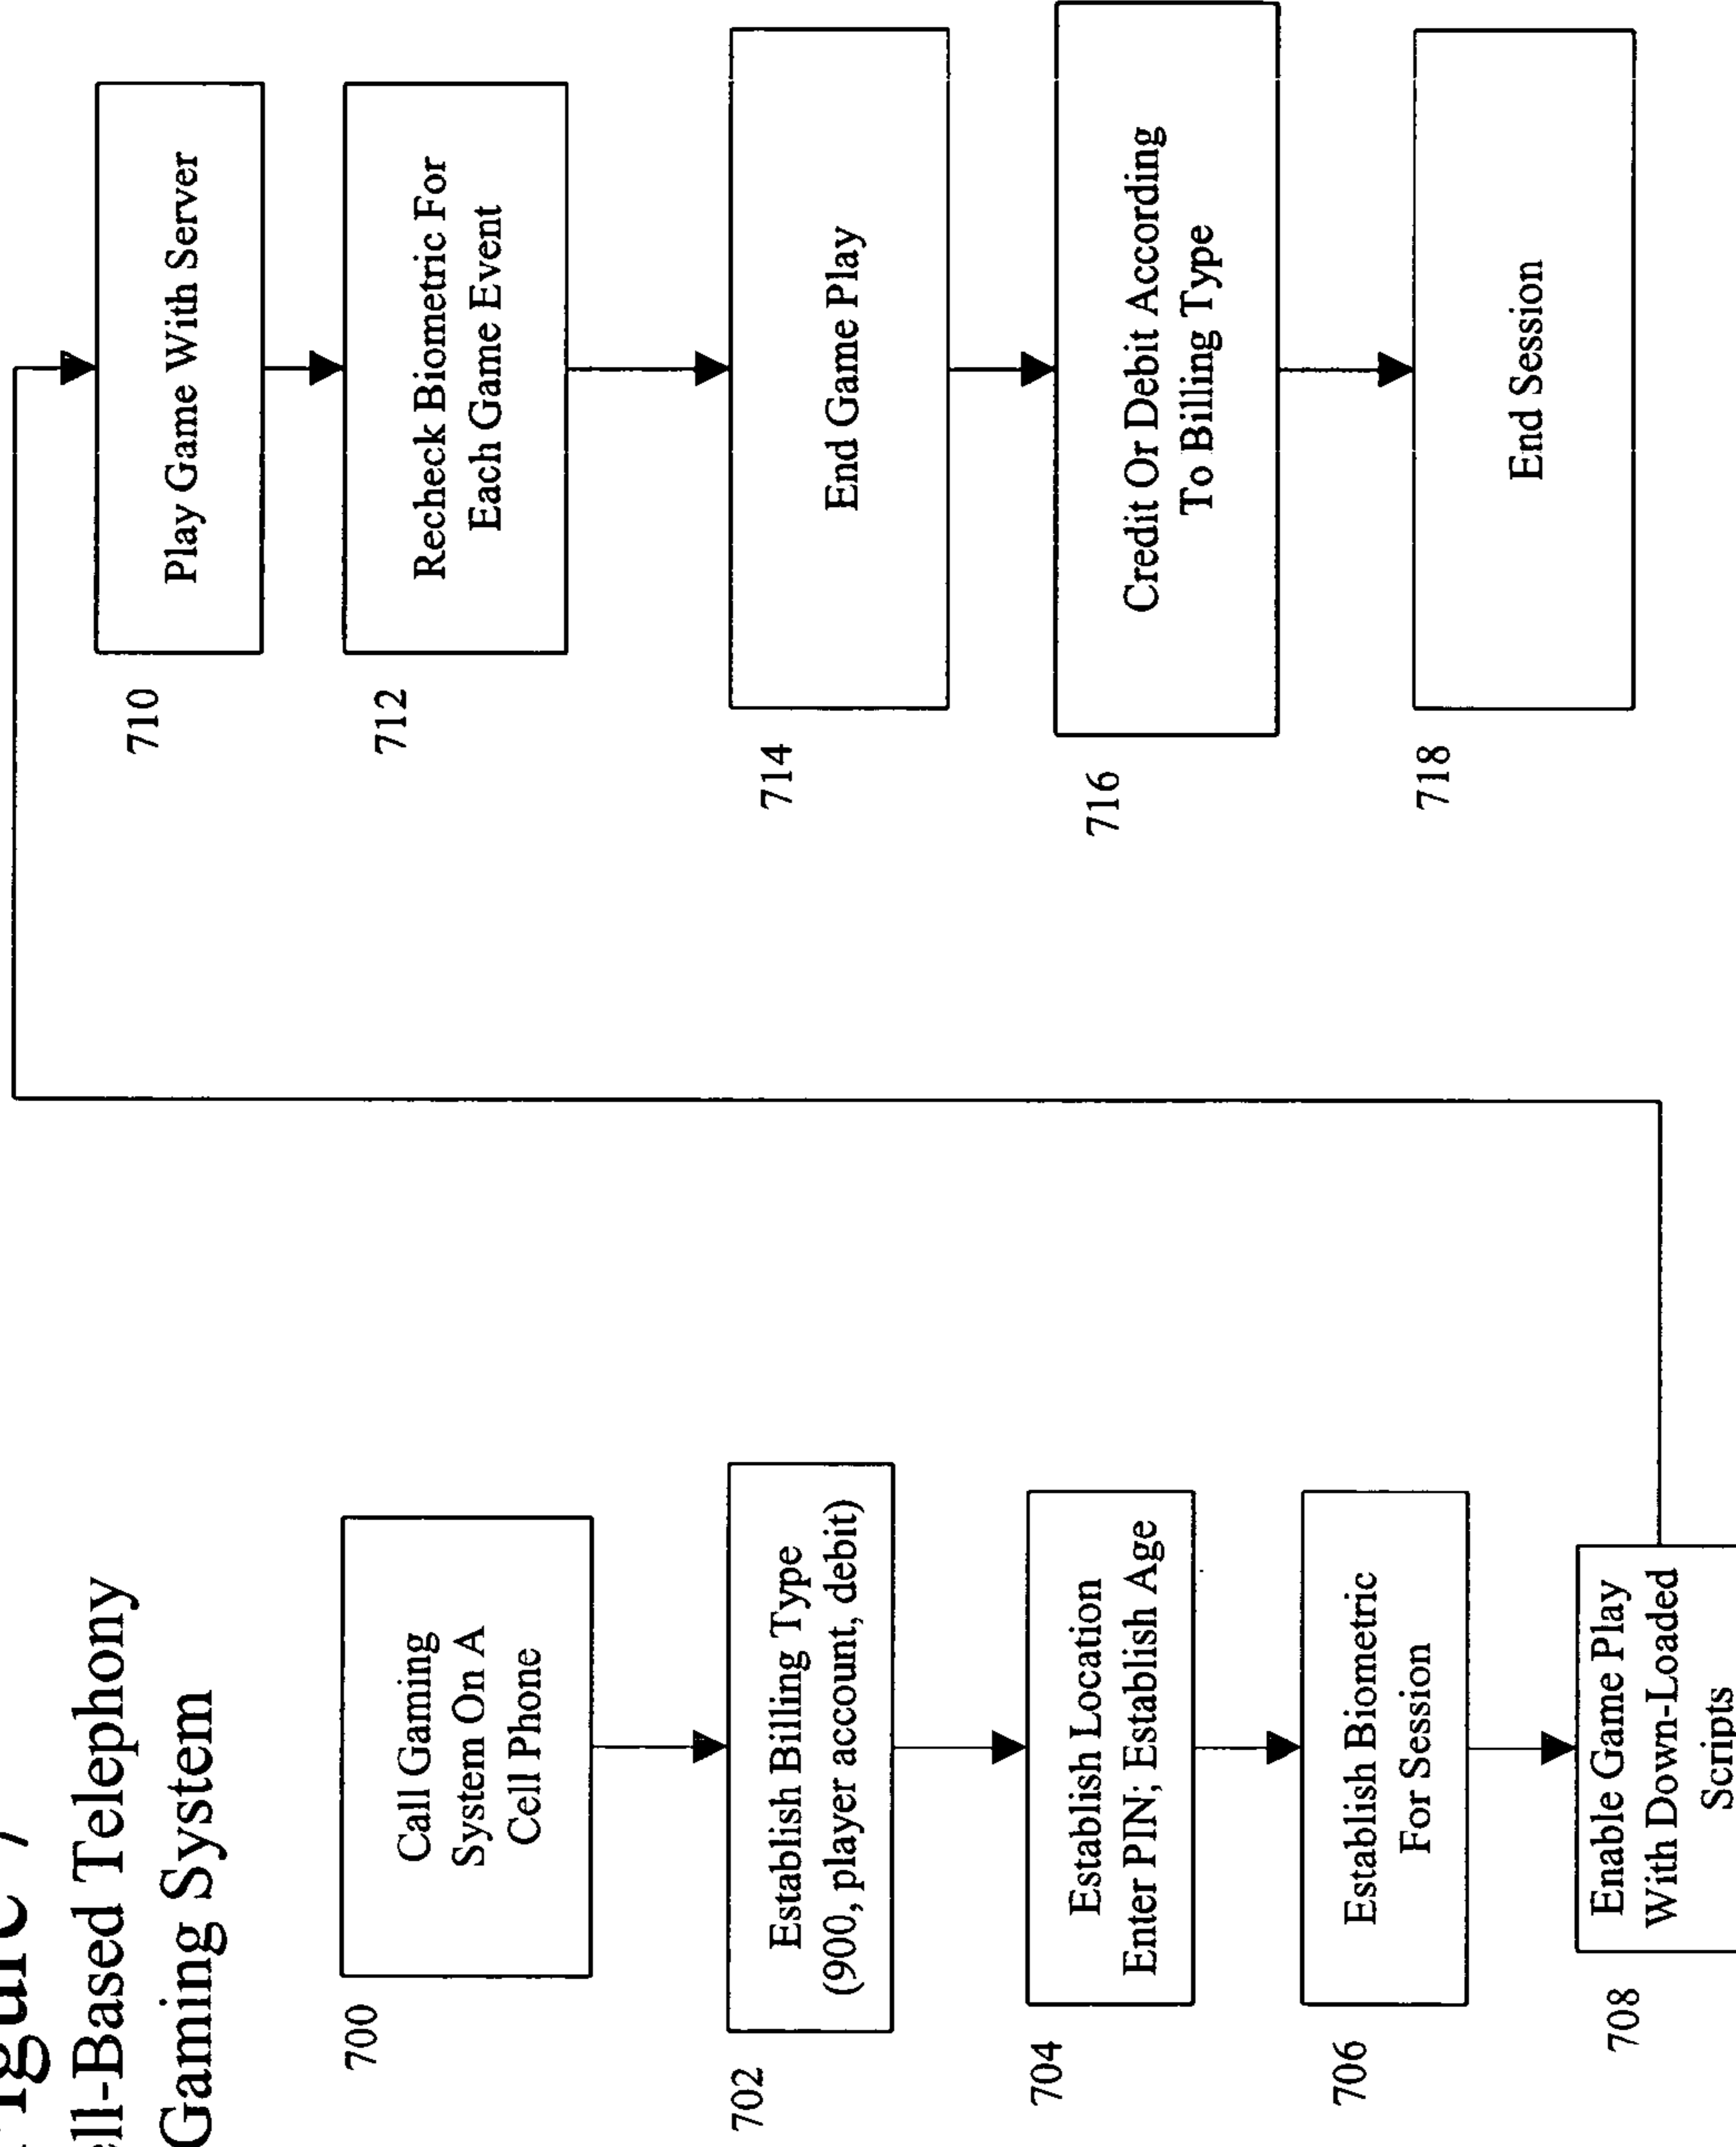 ell-Based Telephony
Gaming System
700
Call Gaming
System On A
Cell Phone
702
Establish Billing Type
(900, player account, debit)
704
Establish Location
Enter PIN; Establish Age
706
Establish Biometric
For Session
708
Enable Game Play
With Down-Loaded
Scripts
710
Play Game With Server
712
Recheck Biometric For
Each Game Event
714
End Game Play
716
Credit Or Debit According
To Billing Type
718
End Session